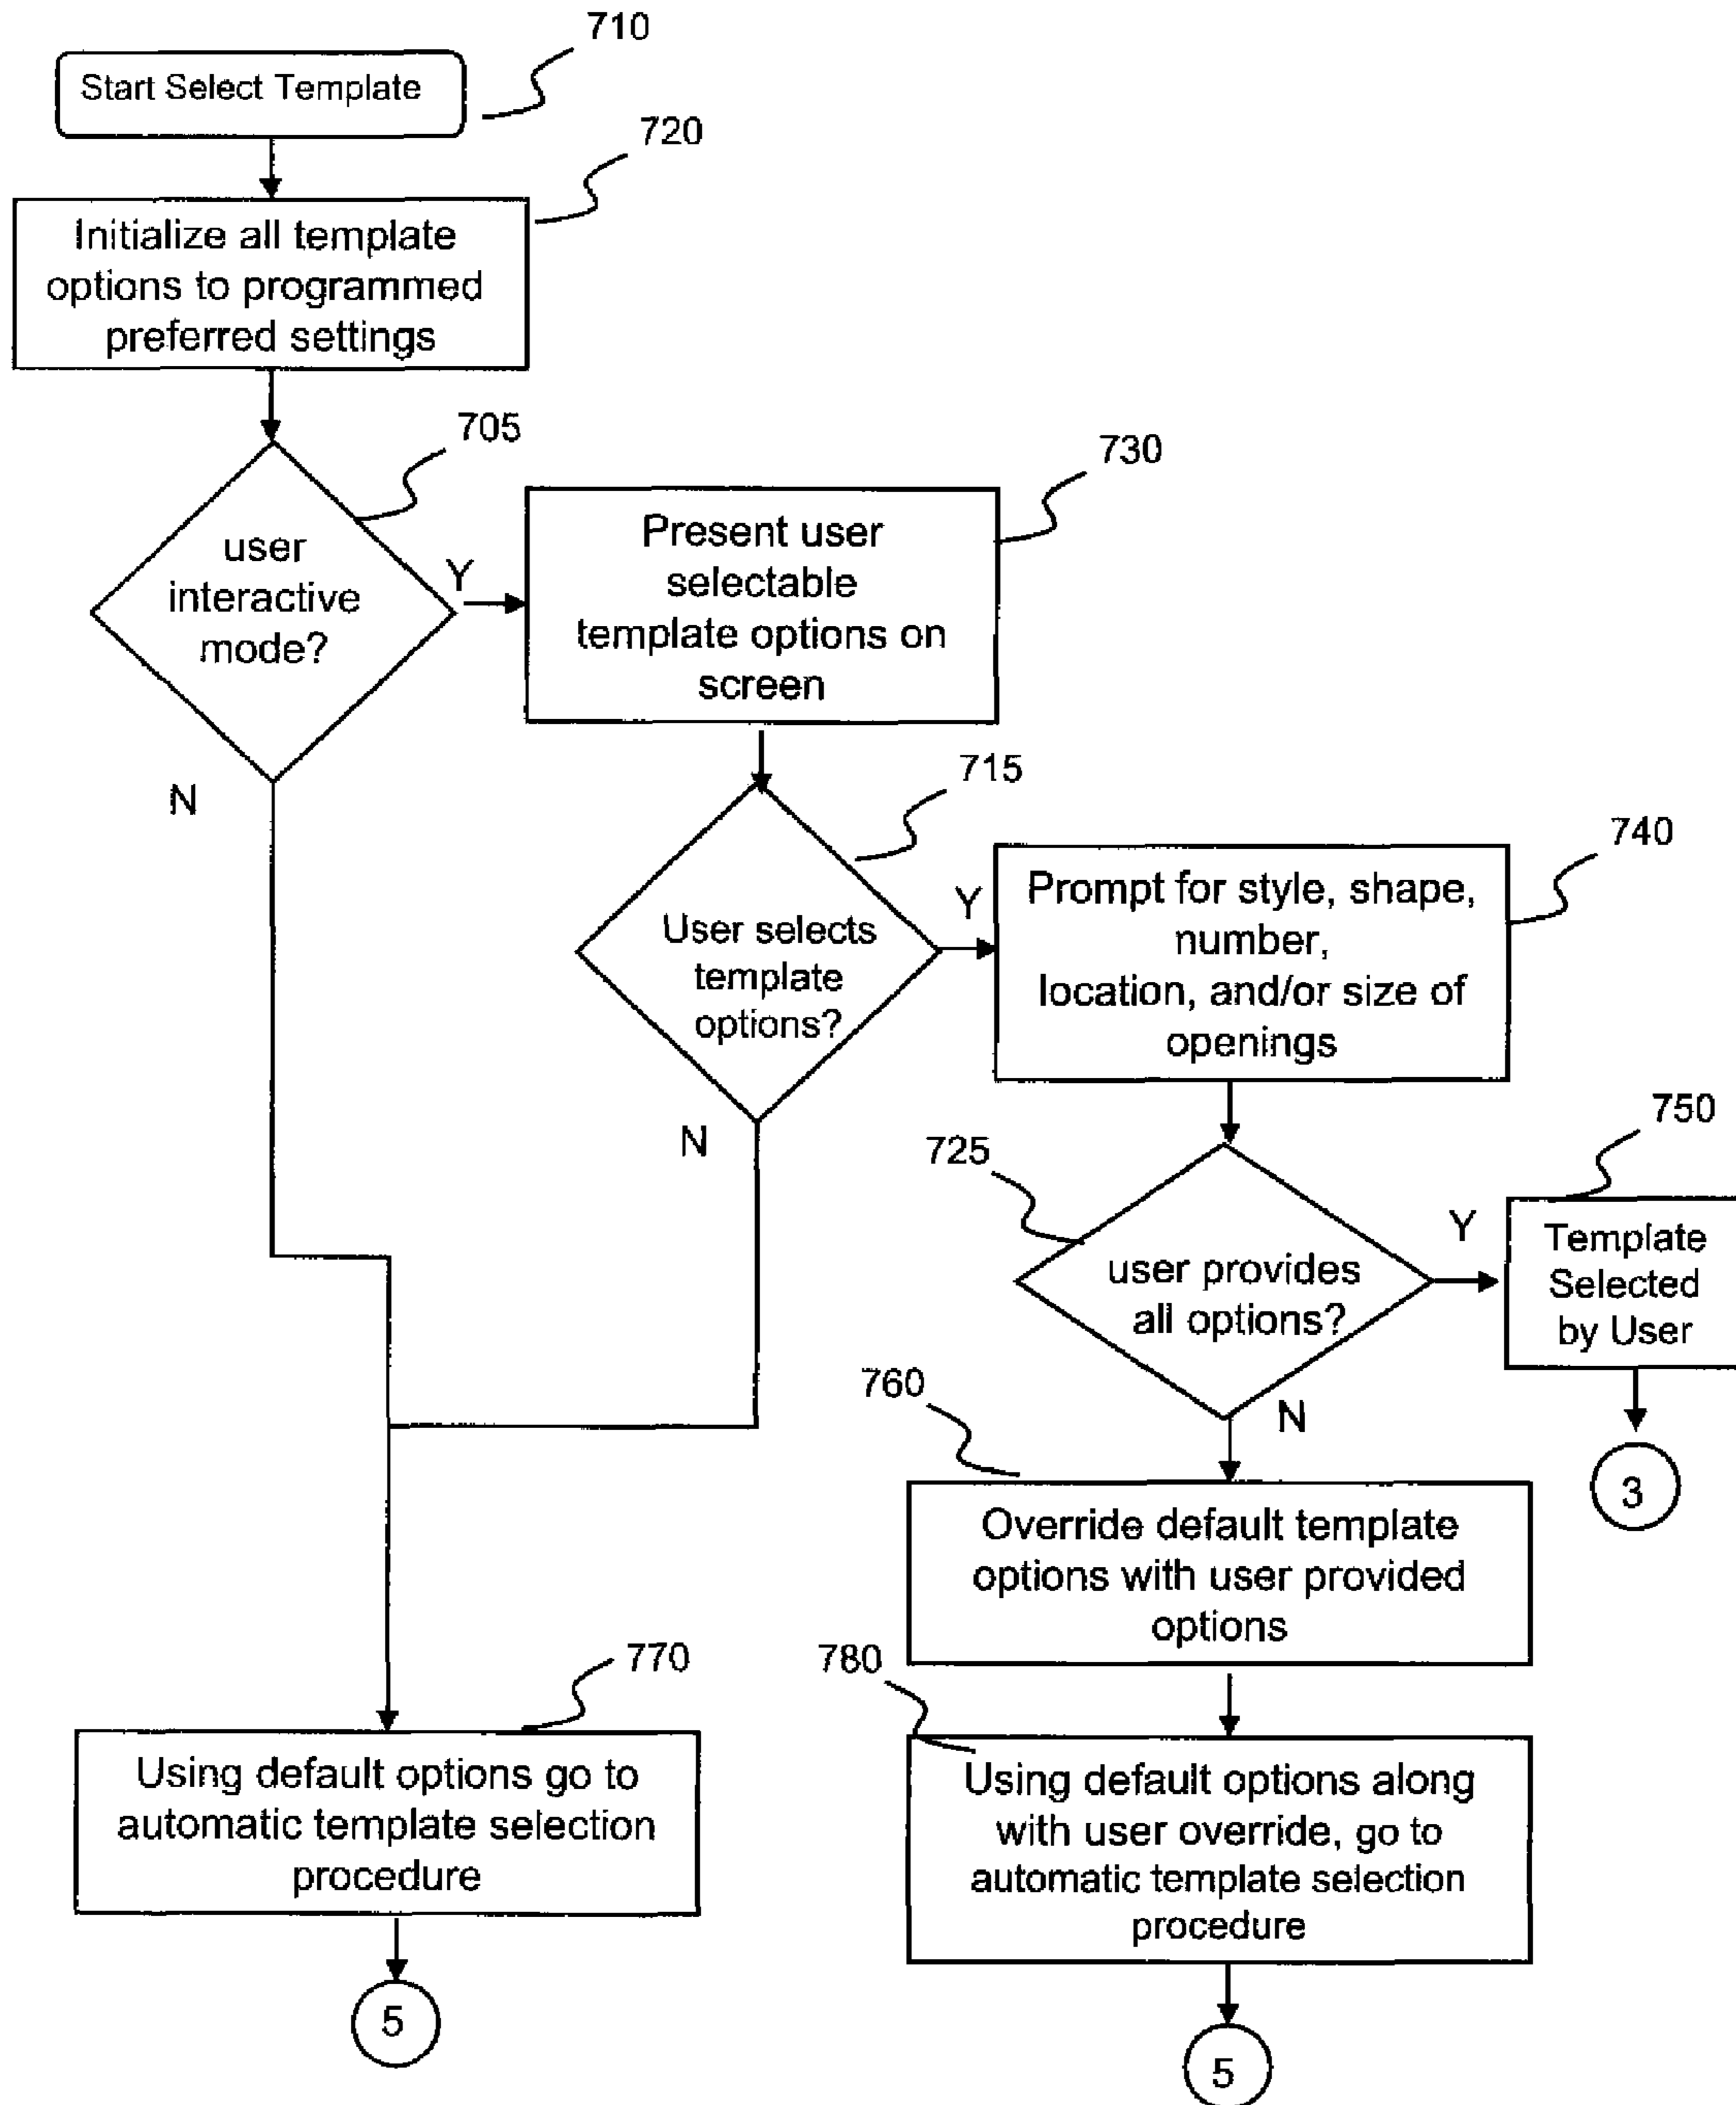 710
Start Select Template
720
Initialize all template
options to programmed
preferred settings
705
user
interactive
mode?
Y
N
730
Present user
selectable
template options on
screen
715
User selects
template
options?
Y
N
740
Prompt for style, shape,
number,
location, and/or size of
openings
725
user provides
all options?
Y
N
750
Template
Selected
by User
3
760
Override default template
options with user provided
options
770
Using default options go to
automatic template selection
procedure
5
780
Using default options along
with user override, go to
automatic template selection
procedure
5